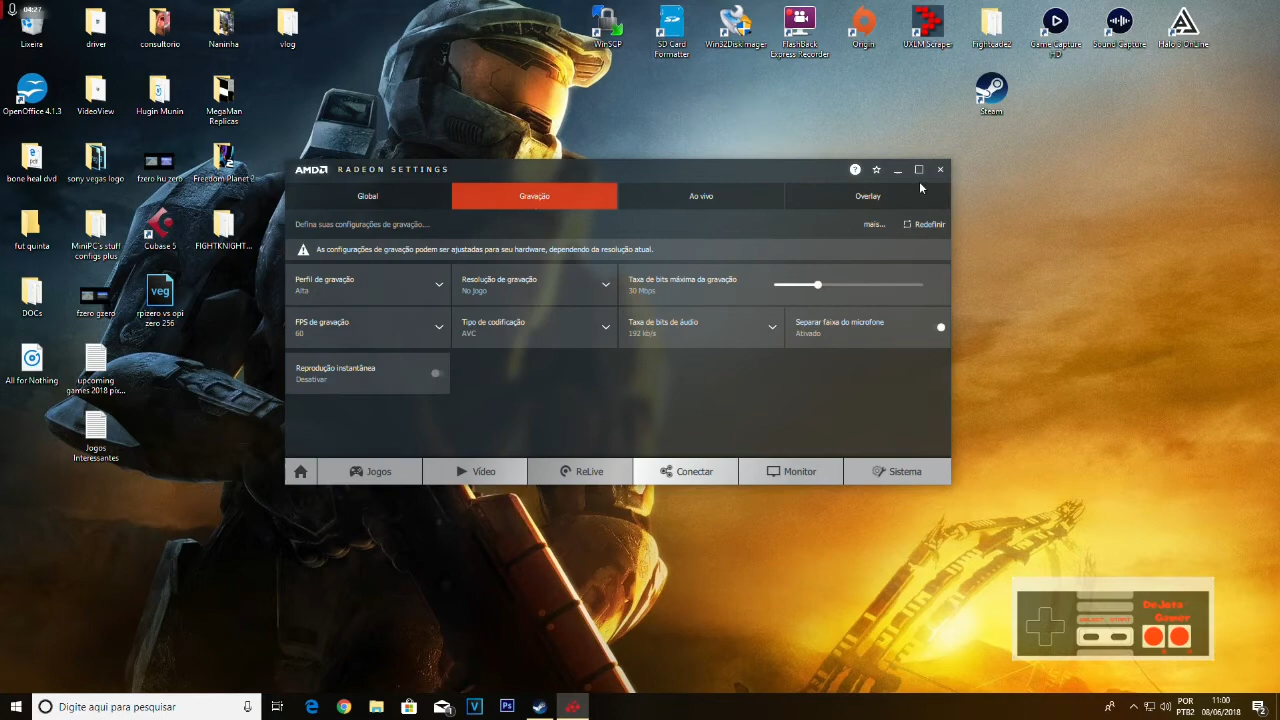 04:27
Lixeira
driver
consultorio
Naninha
vlog
WinSCP
SD Card
Formatter
Win32DiskImager
FlashBack
Express Recorder
Origin
UXLM Scraper
Fightcade2
Game Capture
HD
Sound Capture
Halo 3 OnLine
OpenOffice 4.1.3
VideoView
Hugin Munin
MegaMan
Replicas
Steam
bone heal dvd
sony vegas logo
fzero hu zero
Freedom Planet 2
fut quinta
MiniPC's stuff
configs plus
Cubase 5
FIGHTKNIGHT...
DOCs
fzero gzero
rpizero vs opi
zero 256
All for Nothing
upcoming
games 2018 pix...
Jogos
Interessantes
AMD RADEON SETTINGS
Global
Gravação
Ao vivo
Overlay
Defina suas configurações de gravação....
mais...
Redefinir
As configurações de gravação podem ser ajustadas para seu hardware, dependendo da resolução atual.
Perfil de gravação
Alta
Resolução de gravação
No jogo
Taxa de bits máxima da gravação
30 Mbps
FPS de gravação
60
Tipo de codificação
AVC
Taxa de bits de áudio
192 kb/s
Separar faixa do microfone
Ativado
Reprodução instantânea
Desativar
Jogos
Vídeo
ReLive
Conectar
Monitor
Sistema
DeJota
Gamer
SELECT START
Digite aqui para pesquisar
POR
PTB2
11:00
08/06/2018